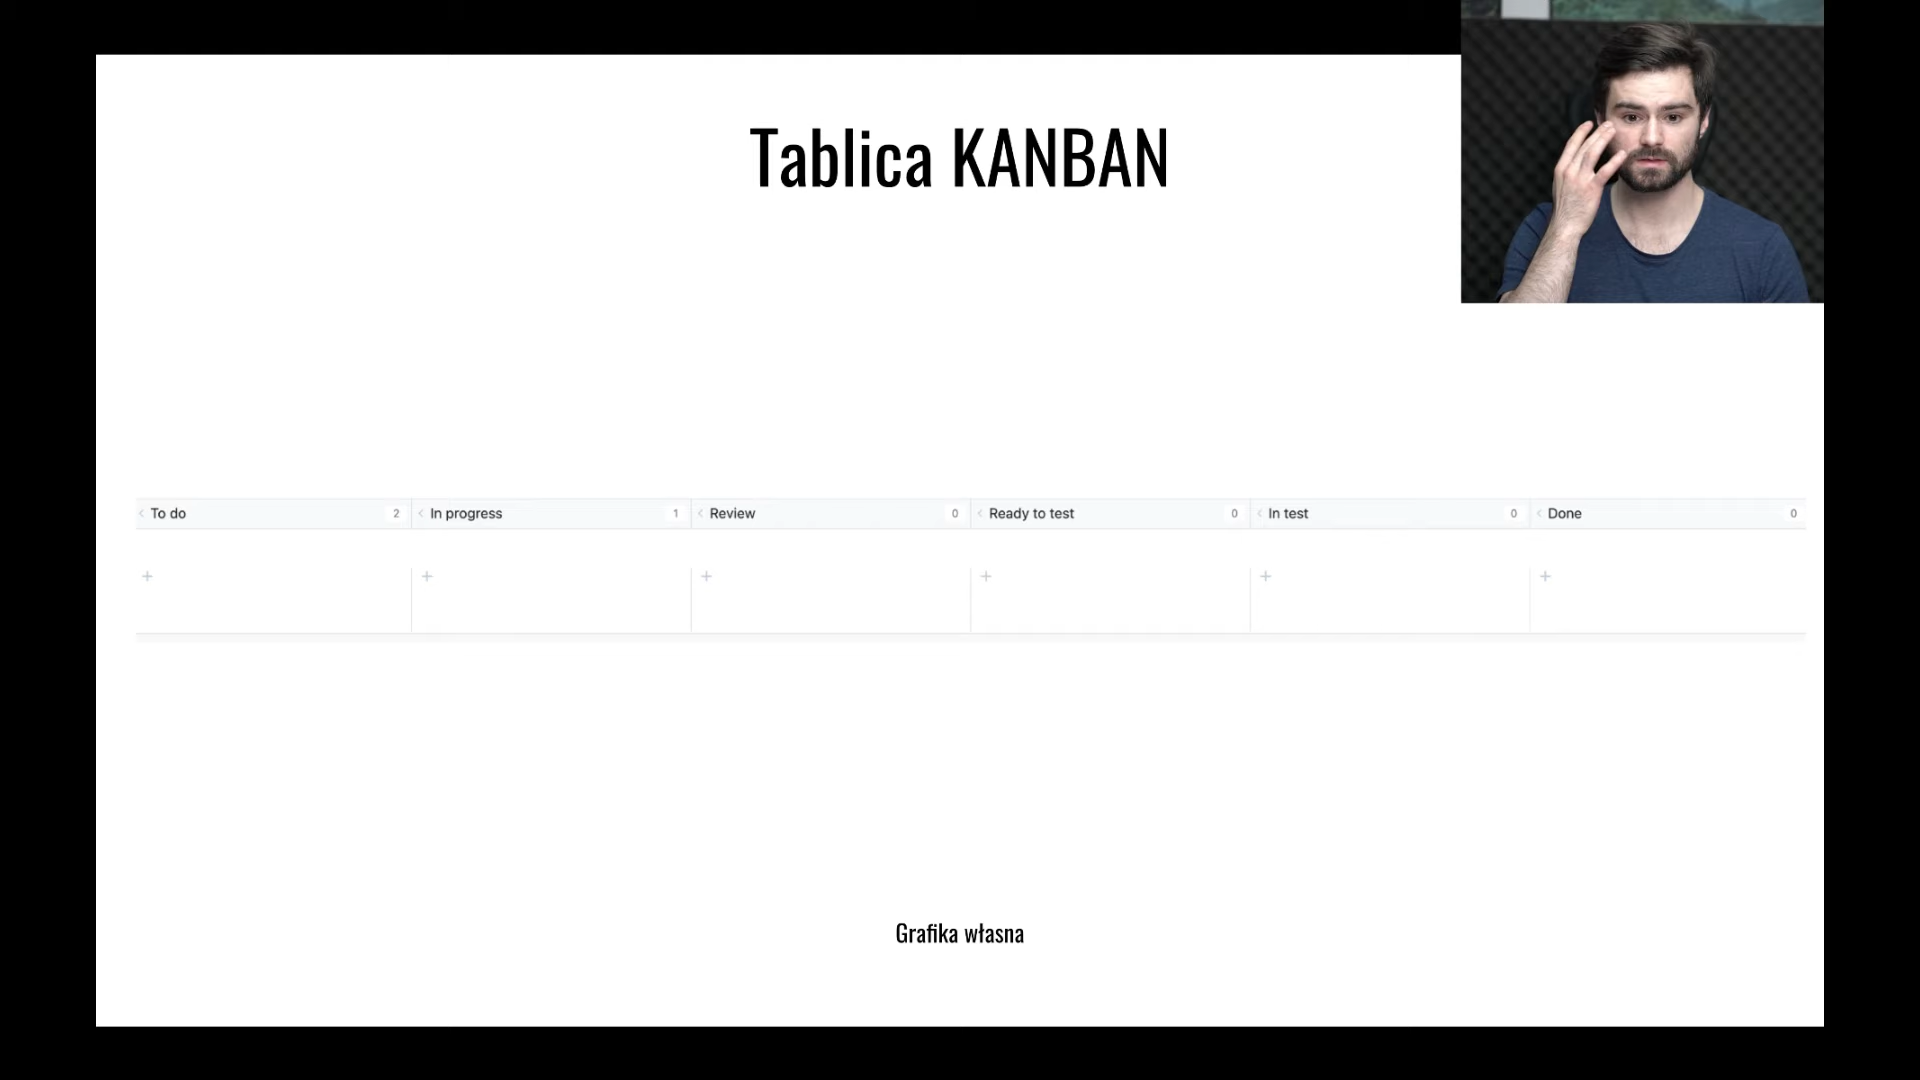 Tablica KANBAN
To do 2 In progress 1 Review 0 Ready to test 0 In test 0 Done 0
+ + + + + +
Grafika własna